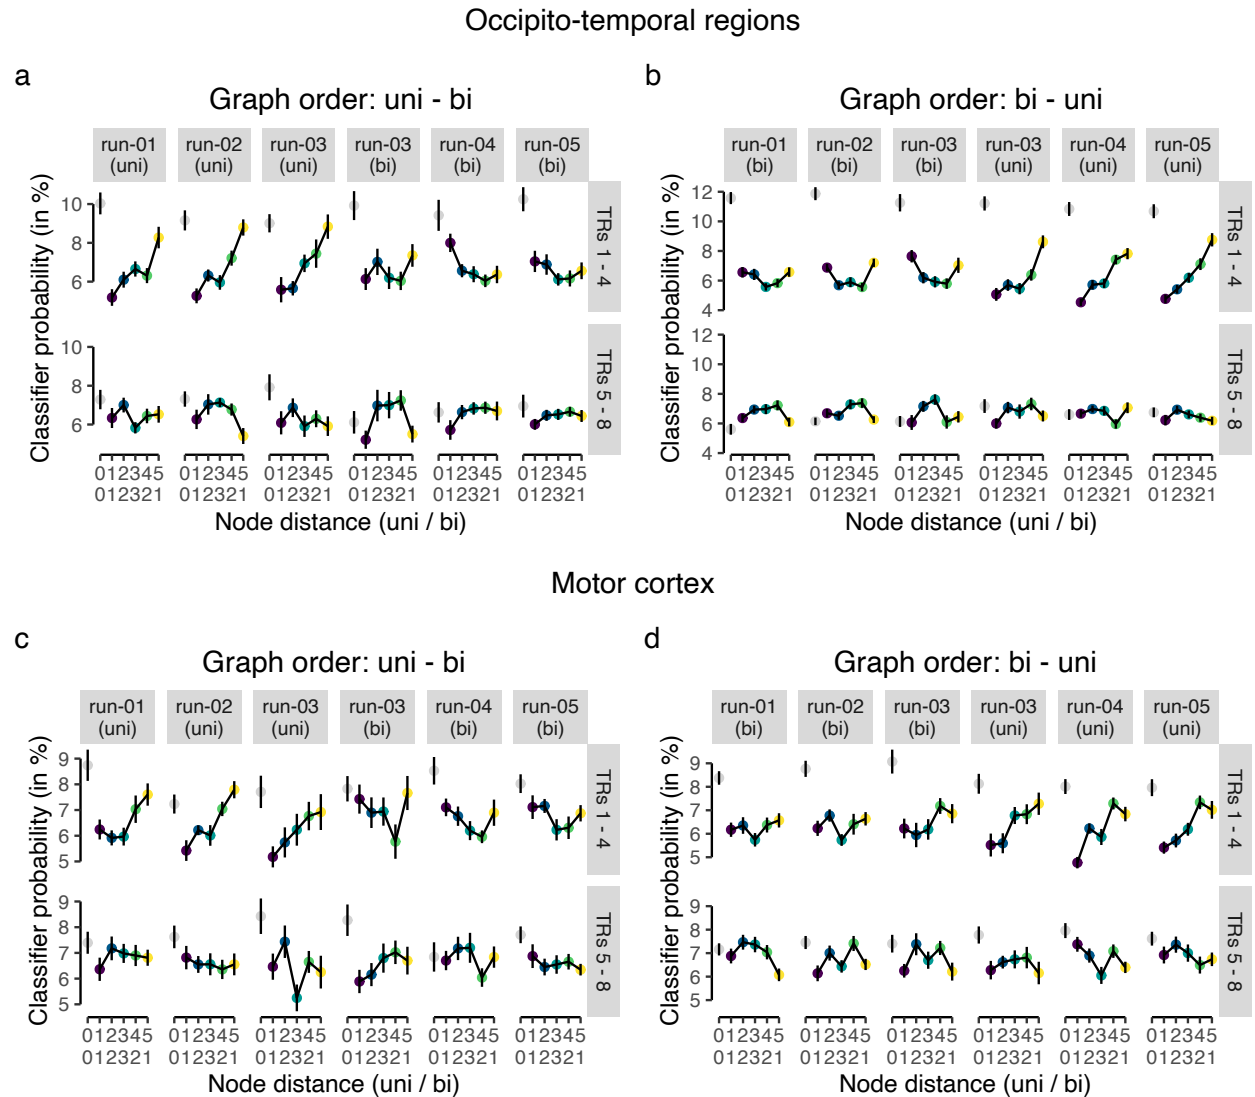 Occipito-temporal regions
a
Graph order: uni - bi
run-01
(uni)
run-02
(uni)
run-03
(uni)
run-03
(bi)
run-04
(bi)
run-05
(bi)
Classifier probability (in %)
10
8
6
TRs 1 - 4
10
8
6
TRs 5 - 8
012345
012321
012345
012321
012345
012321
012345
012321
012345
012321
012345
012321
Node distance (uni / bi)
b
Graph order: bi - uni
run-01
(bi)
run-02
(bi)
run-03
(bi)
run-03
(uni)
run-04
(uni)
run-05
(uni)
Classifier probability (in %)
12
10
8
6
4
TRs 1 - 4
12
10
8
6
4
TRs 5 - 8
012345
012321
012345
012321
012345
012321
012345
012321
012345
012321
012345
012321
Node distance (uni / bi)
Motor cortex
c
Graph order: uni - bi
run-01
(uni)
run-02
(uni)
run-03
(uni)
run-03
(bi)
run-04
(bi)
run-05
(bi)
Classifier probability (in %)
9
8
7
6
5
TRs 1 - 4
9
8
7
6
5
TRs 5 - 8
012345
012321
012345
012321
012345
012321
012345
012321
012345
012321
012345
012321
Node distance (uni / bi)
d
Graph order: bi - uni
run-01
(bi)
run-02
(bi)
run-03
(bi)
run-03
(uni)
run-04
(uni)
run-05
(uni)
Classifier probability (in %)
9
8
7
6
5
TRs 1 - 4
9
8
7
6
5
TRs 5 - 8
012345
012321
012345
012321
012345
012321
012345
012321
012345
012321
012345
012321
Node distance (uni / bi)